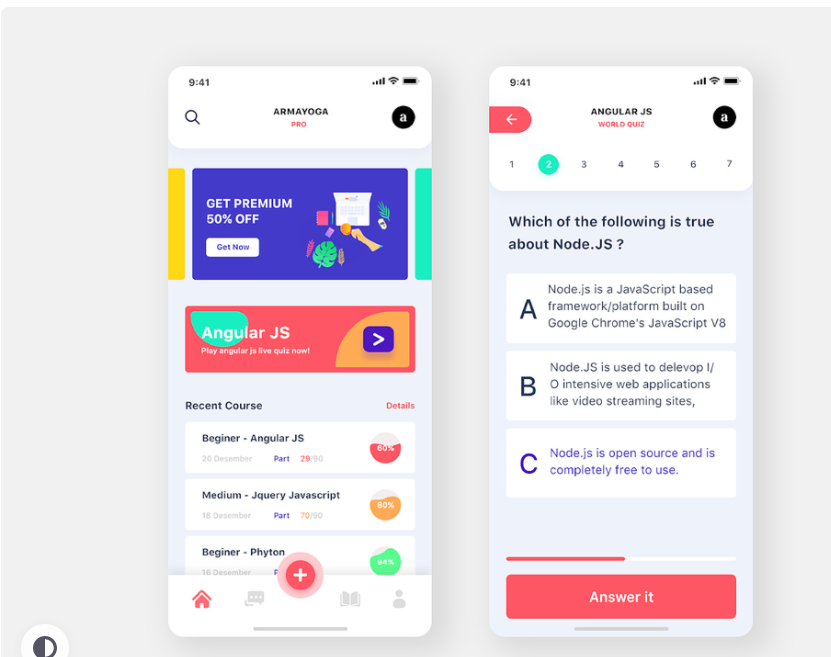 9:41
ARMAYOGA
PRO
a
GET PREMIUM
50% OFF
Get Now
Angular JS
Play angular js live quiz now!
>
Recent Course
Details
Beginer - Angular JS
20 Desember
Part
29/90
60%
Medium - Jquery Javascript
18 Desember
Part
70/90
80%
Beginer - Phyton
16 Desember
94%
+
9:41
ANGULAR JS
WORLD QUIZ
a
1 2 3 4 5 6 7
Which of the following is true
about Node.JS ?
A
Node.js is a JavaScript based
framework/platform built on
Google Chrome's JavaScript V8
B
Node.JS is used to delevop I/
O intensive web applications
like video streaming sites,
C
Node.js is open source and is
completely free to use.
Answer it